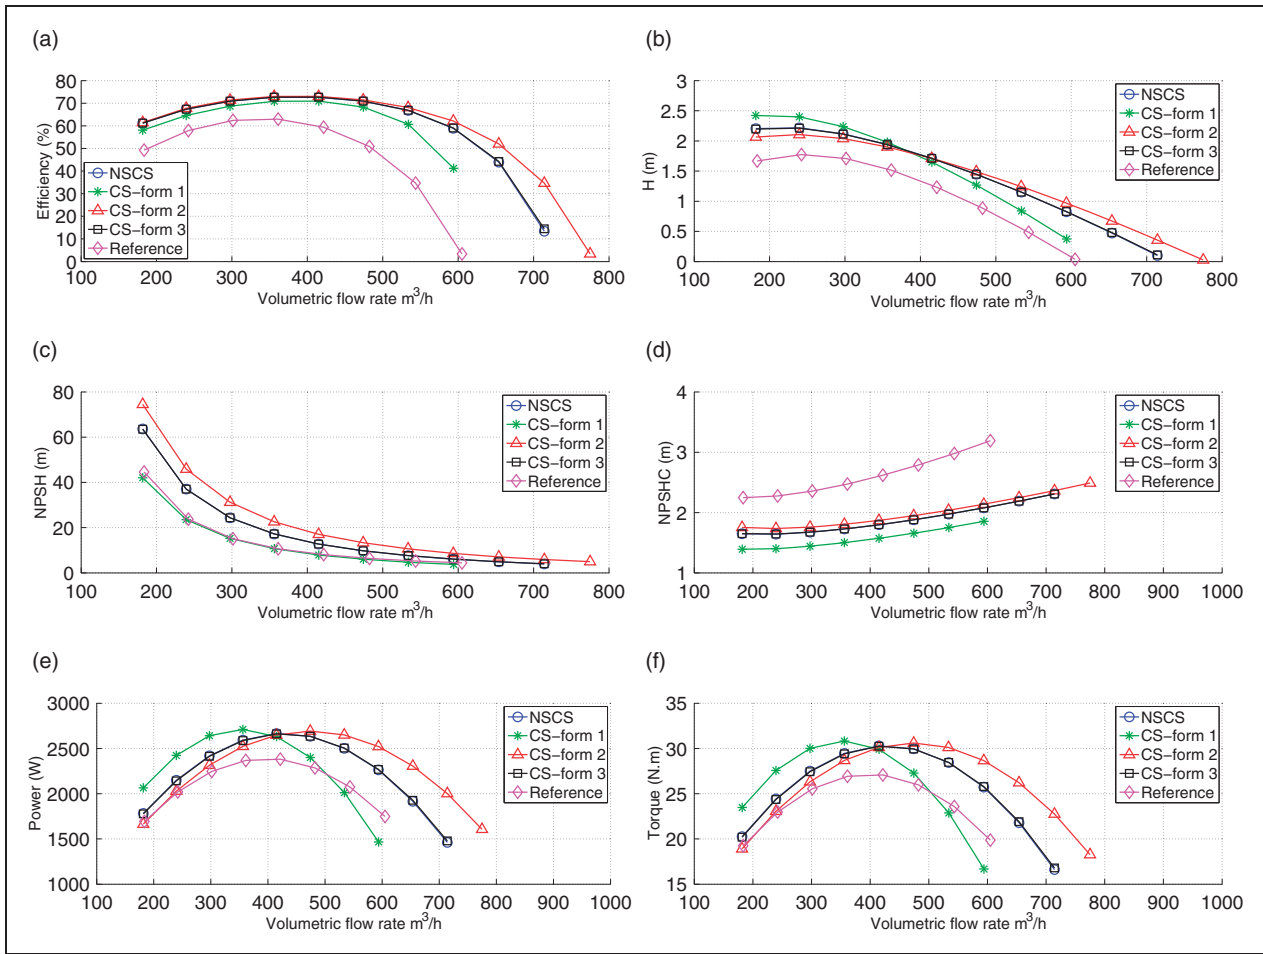 (a)
Efficiency (%)
80
70
60
50
40
30
20
10
0
NSCS
CS-form 1
CS-form 2
CS-form 3
Reference
100 200 300 400 500 600 700 800
Volumetric flow rate m³/h
(b)
H (m)
3
2.5
2
1.5
1
0.5
0
NSCS
CS-form 1
CS-form 2
CS-form 3
Reference
100 200 300 400 500 600 700 800
Volumetric flow rate m³/h
(c)
NPSH (m)
80
60
40
20
0
NSCS
CS-form 1
CS-form 2
CS-form 3
Reference
100 200 300 400 500 600 700 800
Volumetric flow rate m³/h
(d)
NPSHC (m)
4
3
2
1
NSCS
CS-form 1
CS-form 2
CS-form 3
Reference
100 200 300 400 500 600 700 800 900 1000
Volumetric flow rate m³/h
(e)
Power (W)
3000
2500
2000
1500
1000
NSCS
CS-form 1
CS-form 2
CS-form 3
Reference
100 200 300 400 500 600 700 800 900 1000
Volumetric flow rate m³/h
(f)
Torque (N.m)
35
30
25
20
15
NSCS
CS-form 1
CS-form 2
CS-form 3
Reference
100 200 300 400 500 600 700 800 900 1000
Volumetric flow rate m³/h